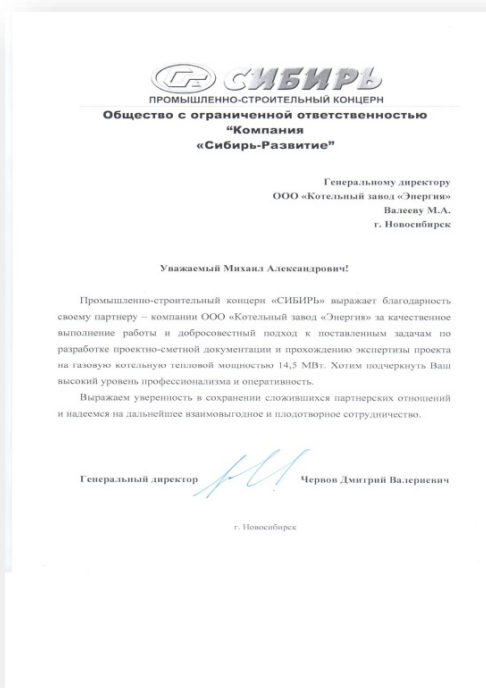 СИБИРЬ
ПРОМЫШЛЕННО-СТРОИТЕЛЬНЫЙ КОНЦЕРН
Общество с ограниченной ответственностью
“Компания
«Сибирь-Развитие”
Генеральному директору
ООО «Котельный завод «Энергия»
Валееву М.А.
г. Новосибирск
Уважаемый Михаил Александрович!
Промышленно-строительный концерн «СИБИРЬ» выражает благодарность
своему партнеру – компании ООО «Котельный завод «Энергия» за качественное
выполнение работы и добросовестный подход к поставленным задачам по
разработке проектно-сметной документации и прохождению экспертизы проекта
на газовую котельную тепловой мощностью 14,5 МВт. Хотим подчеркнуть Ваш
высокий уровень профессионализма и оперативность.
Выражаем уверенность в сохранении сложившихся партнерских отношений
и надеемся на дальнейшее взаимовыгодное и плодотворное сотрудничество.
Генеральный директор Червов Дмитрий Валериевич
г. Новосибирск